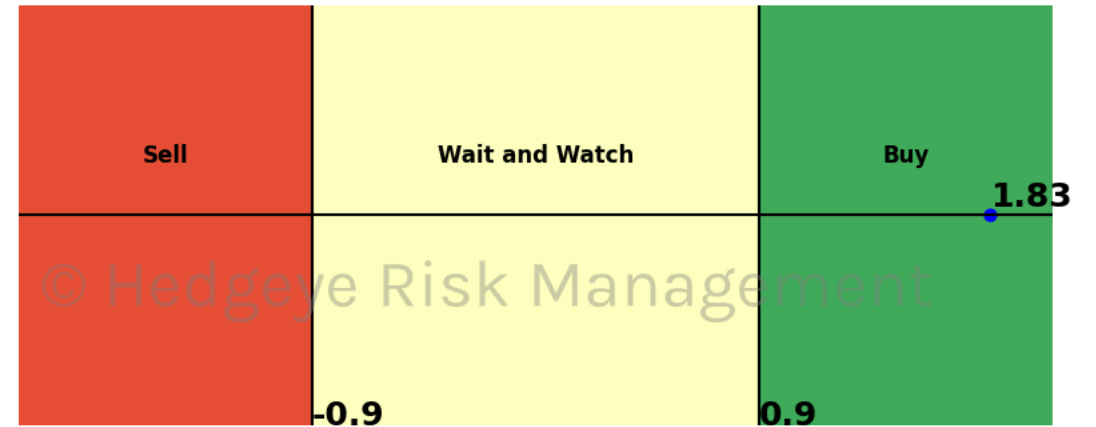 Sell
Wait and Watch
Buy
1.83
© Hedgeye Risk Management
-0.9
0.9